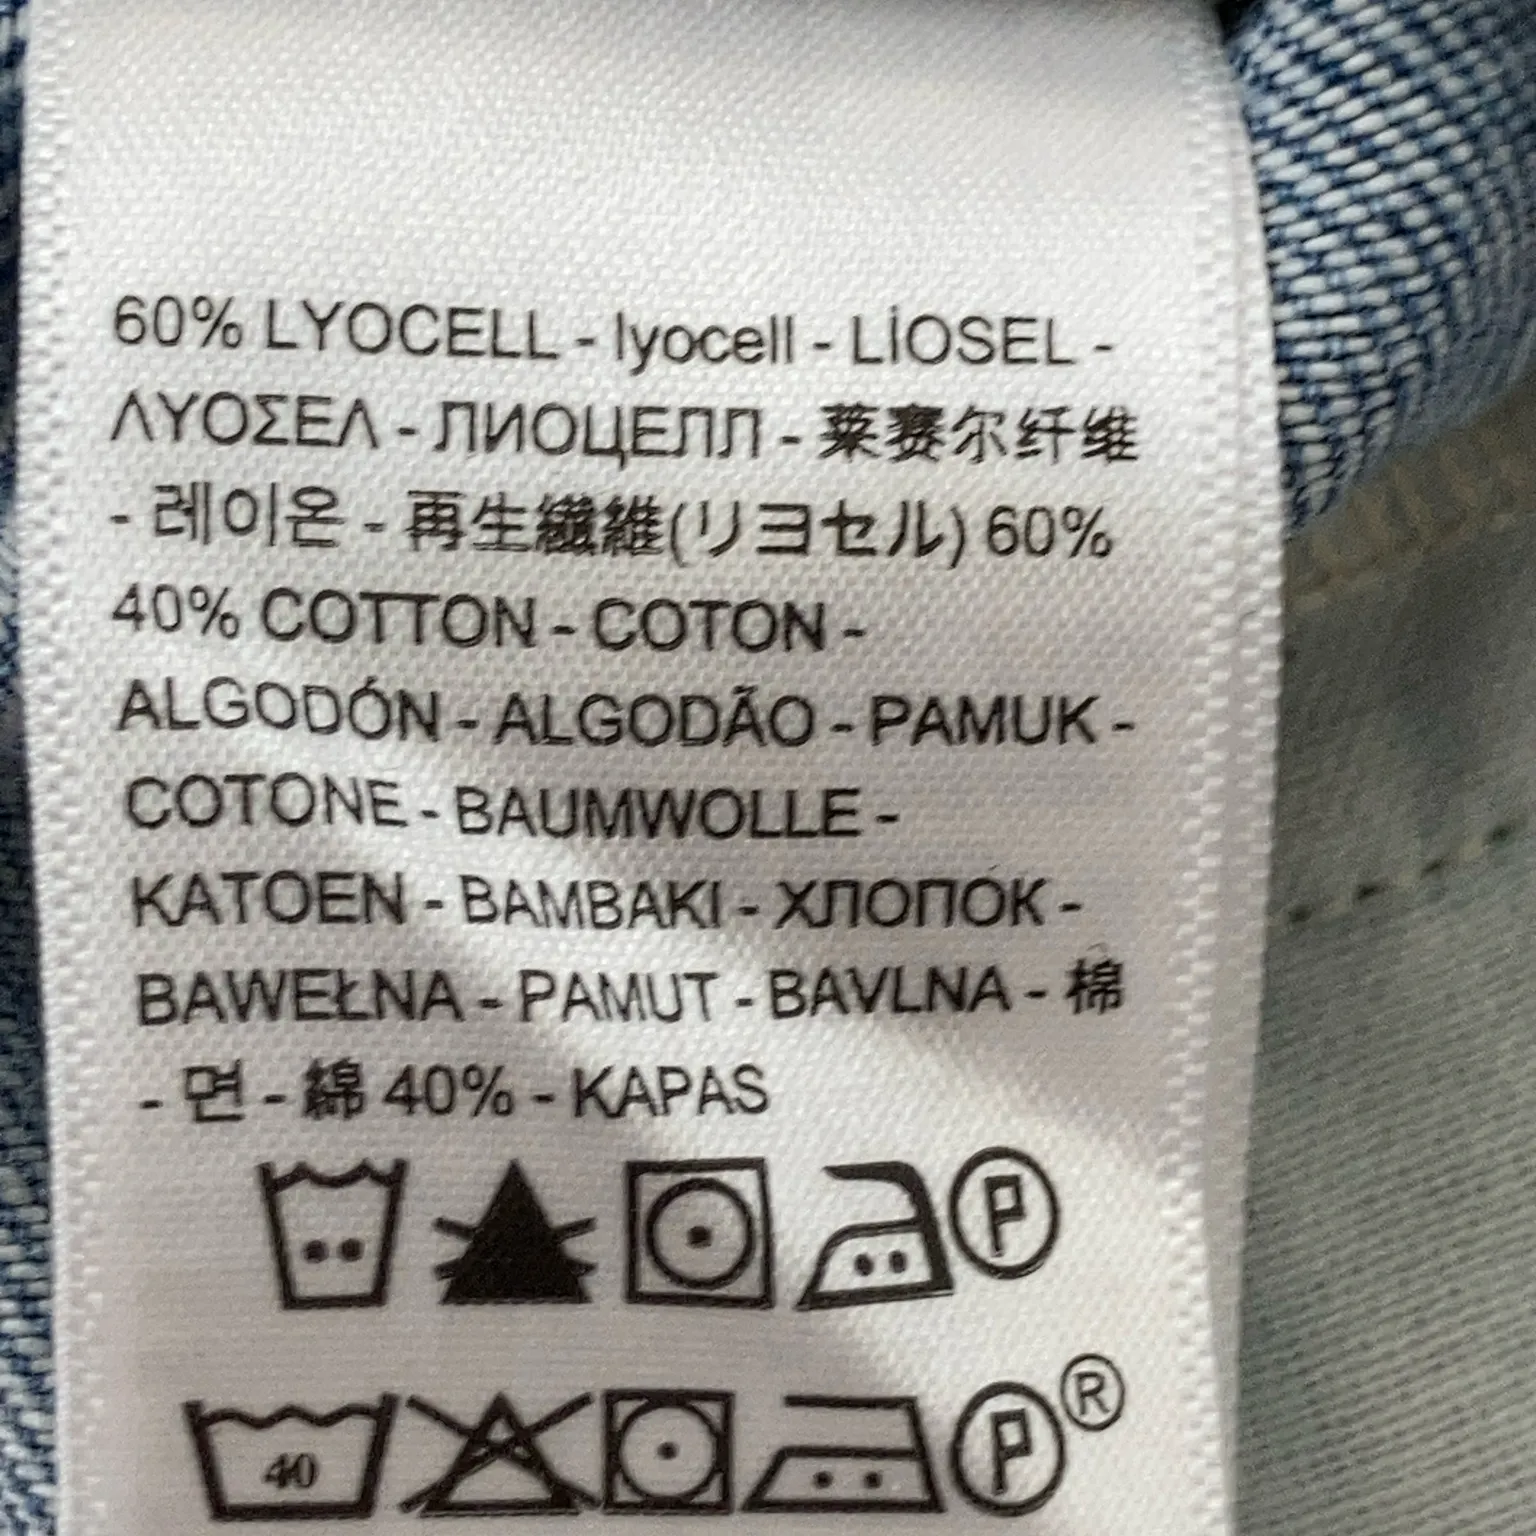 60% LYOCELL - lyocell - LİOSEL -
ΛΥΟΣΕΛ - ЛИОЦЕЛЛ - 莱赛尔纤维
- 레이온 - 再生繊維(リヨセル) 60%
40% COTTON - COTON -
ALGODÓN - ALGODÃO - PAMUK -
COTONE - BAUMWOLLE -
KATOEN - BAMBAKI - ХЛОПОК -
BAWEŁNA - PAMUT - BAVLNA - 棉
- 면 - 綿 40% - KAPAS
P
P ®
40